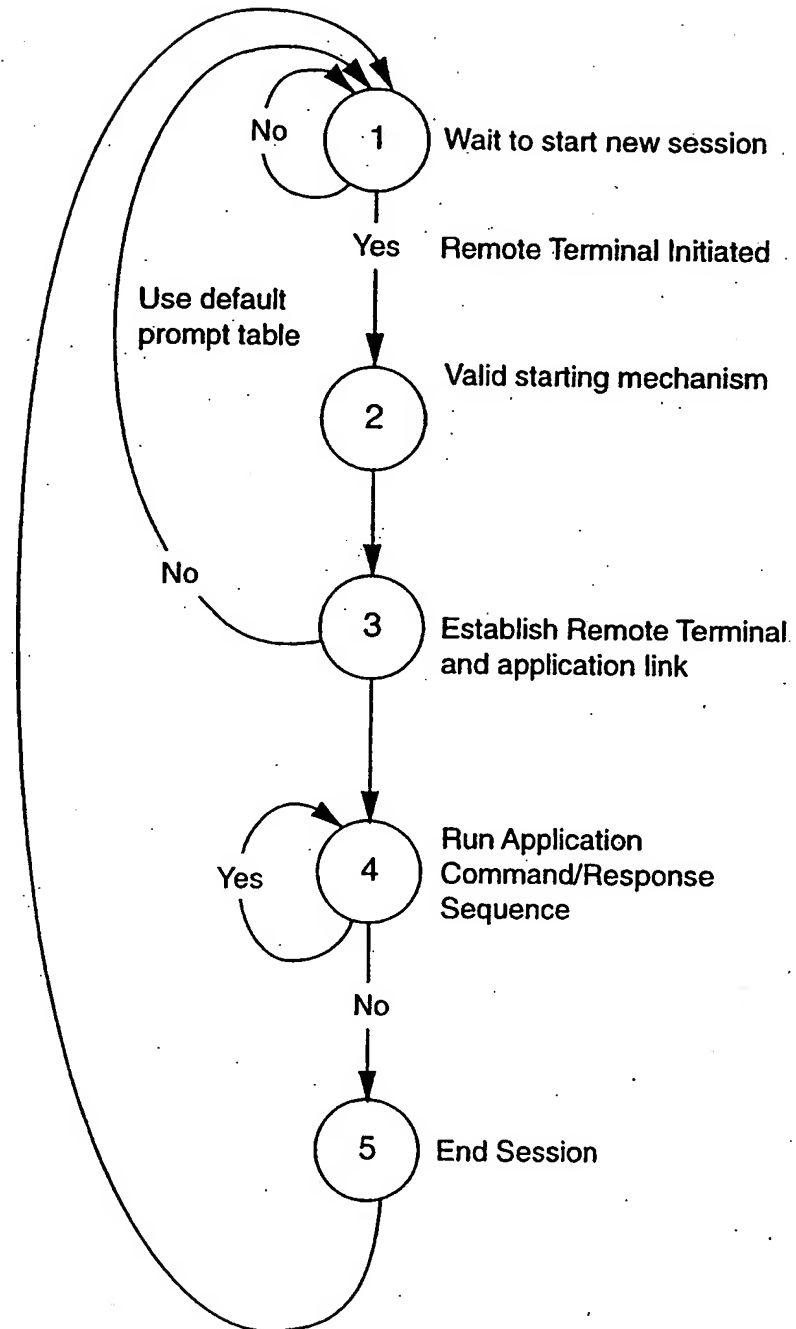 No
1
Wait to start new session
Yes
Remote Terminal Initiated
Use default
prompt table
Valid starting mechanism
2
No
3
Establish Remote Terminal
and application link
Yes
4
Run Application
Command/Response
Sequence
No
5
End Session